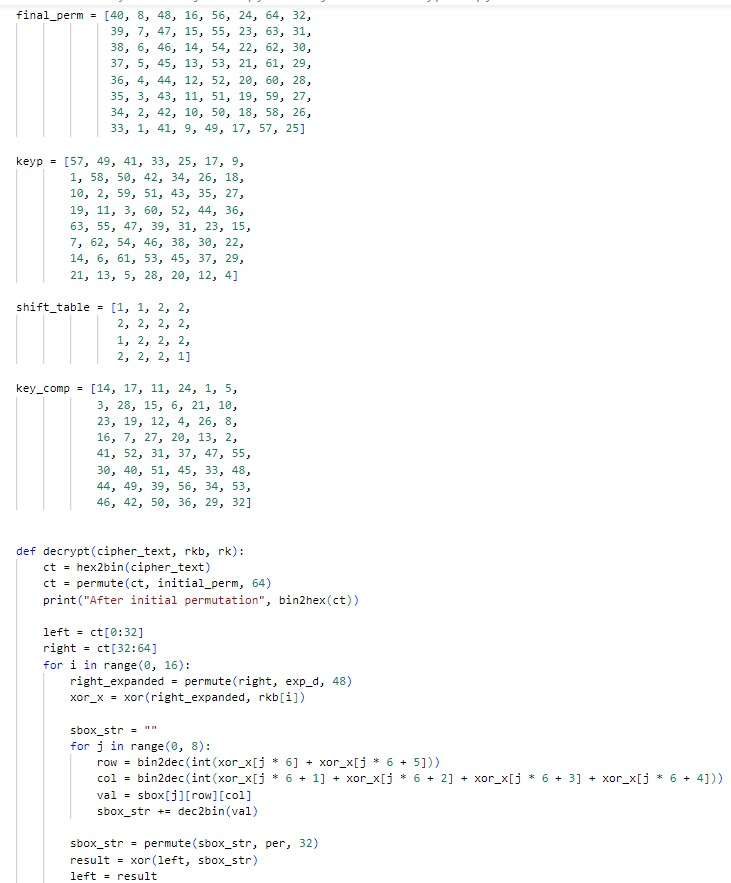 final_perm = [40, 8, 48, 16, 56, 24, 64, 32,
39, 7, 47, 15, 55, 23, 63, 31,
38, 6, 46, 14, 54, 22, 62, 30,
37, 5, 45, 13, 53, 21, 61, 29,
36, 4, 44, 12, 52, 20, 60, 28,
35, 3, 43, 11, 51, 19, 59, 27,
34, 2, 42, 10, 50, 18, 58, 26,
33, 1, 41, 9, 49, 17, 57, 25]
keyp = [57, 49, 41, 33, 25, 17, 9,
1, 58, 50, 42, 34, 26, 18,
10, 2, 59, 51, 43, 35, 27,
19, 11, 3, 60, 52, 44, 36,
63, 55, 47, 39, 31, 23, 15,
7, 62, 54, 46, 38, 30, 22,
14, 6, 61, 53, 45, 37, 29,
21, 13, 5, 28, 20, 12, 4]
shift_table = [1, 1, 2, 2,
2, 2, 2, 2,
1, 2, 2, 2,
2, 2, 2, 1]
key_comp = [14, 17, 11, 24, 1, 5,
3, 28, 15, 6, 21, 10,
23, 19, 12, 4, 26, 8,
16, 7, 27, 20, 13, 2,
41, 52, 31, 37, 47, 55,
30, 40, 51, 45, 33, 48,
44, 49, 39, 56, 34, 53,
46, 42, 50, 36, 29, 32]
def decrypt(cipher_text, rkb, rk):
ct = hex2bin(cipher_text)
ct = permute(ct, initial_perm, 64)
print("After initial permutation", bin2hex(ct))
left = ct[0:32]
right = ct[32:64]
for i in range(0, 16):
right_expanded = permute(right, exp_d, 48)
xor_x = xor(right_expanded, rkb[i])
sbox_str = ""
for j in range(0, 8):
row = bin2dec(int(xor_x[j * 6] + xor_x[j * 6 + 5]))
col = bin2dec(int(xor_x[j * 6 + 1] + xor_x[j * 6 + 2] + xor_x[j * 6 + 3] + xor_x[j * 6 + 4]))
val = sbox[j][row][col]
sbox_str += dec2bin(val)
sbox_str = permute(sbox_str, per, 32)
result = xor(left, sbox_str)
left = result